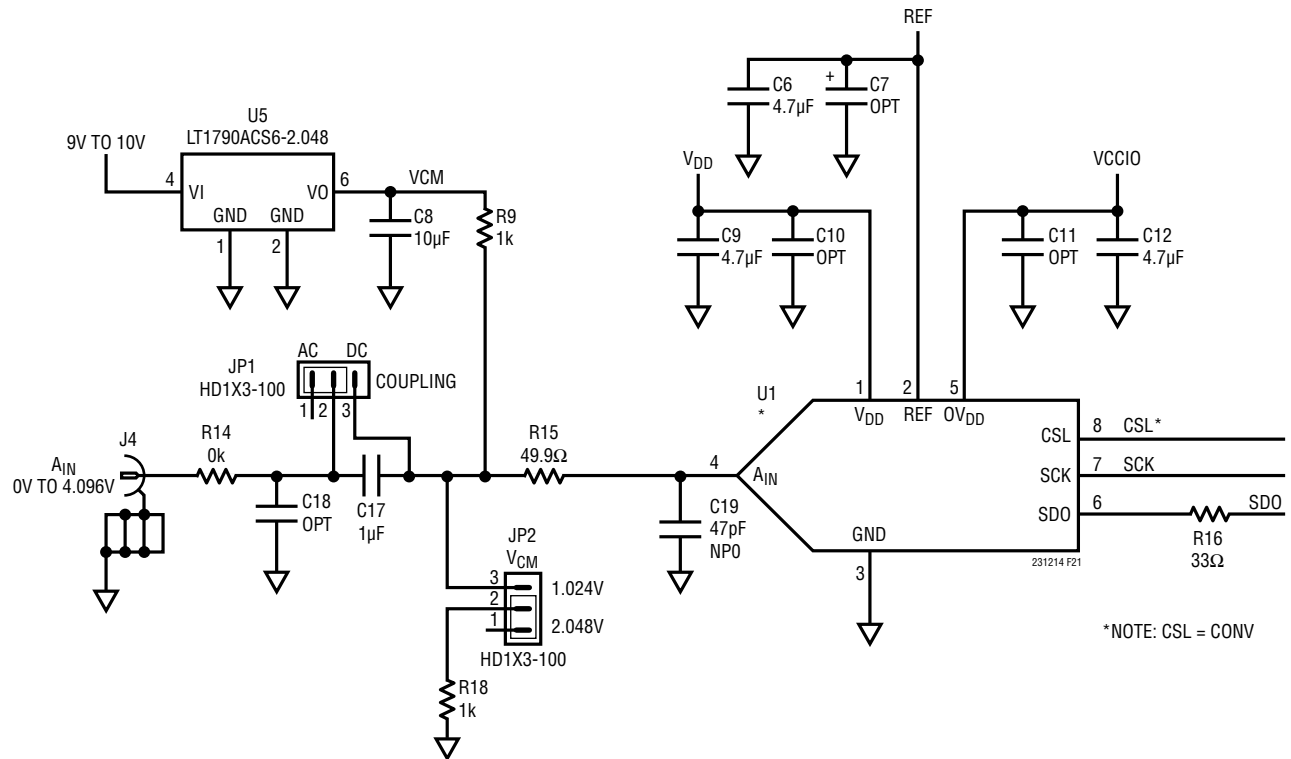 REF
C6
4.7µF
+
C7
OPT
U5
LT1790ACS6-2.048
9V TO 10V
4
VI
VO
6
VCM
GND
GND
1
2
C8
10µF
R9
1k
VDD
C9
4.7µF
C10
OPT
VCCIO
C11
OPT
C12
4.7µF
JP1
HD1X3-100
AC
DC
COUPLING
1
2
3
J4
AIN
0V TO 4.096V
R14
0k
C18
OPT
C17
1µF
R15
49.9Ω
JP2
VCM
3
1.024V
2
1
2.048V
HD1X3-100
R18
1k
C19
47pF
NPO
U1
*
1
2
5
VDD
REF
OVDD
4
AIN
CSL
8
CSL*
SCK
7
SCK
SDO
6
SDO
R16
33Ω
GND
3
231214 F21
*NOTE: CSL = CONV